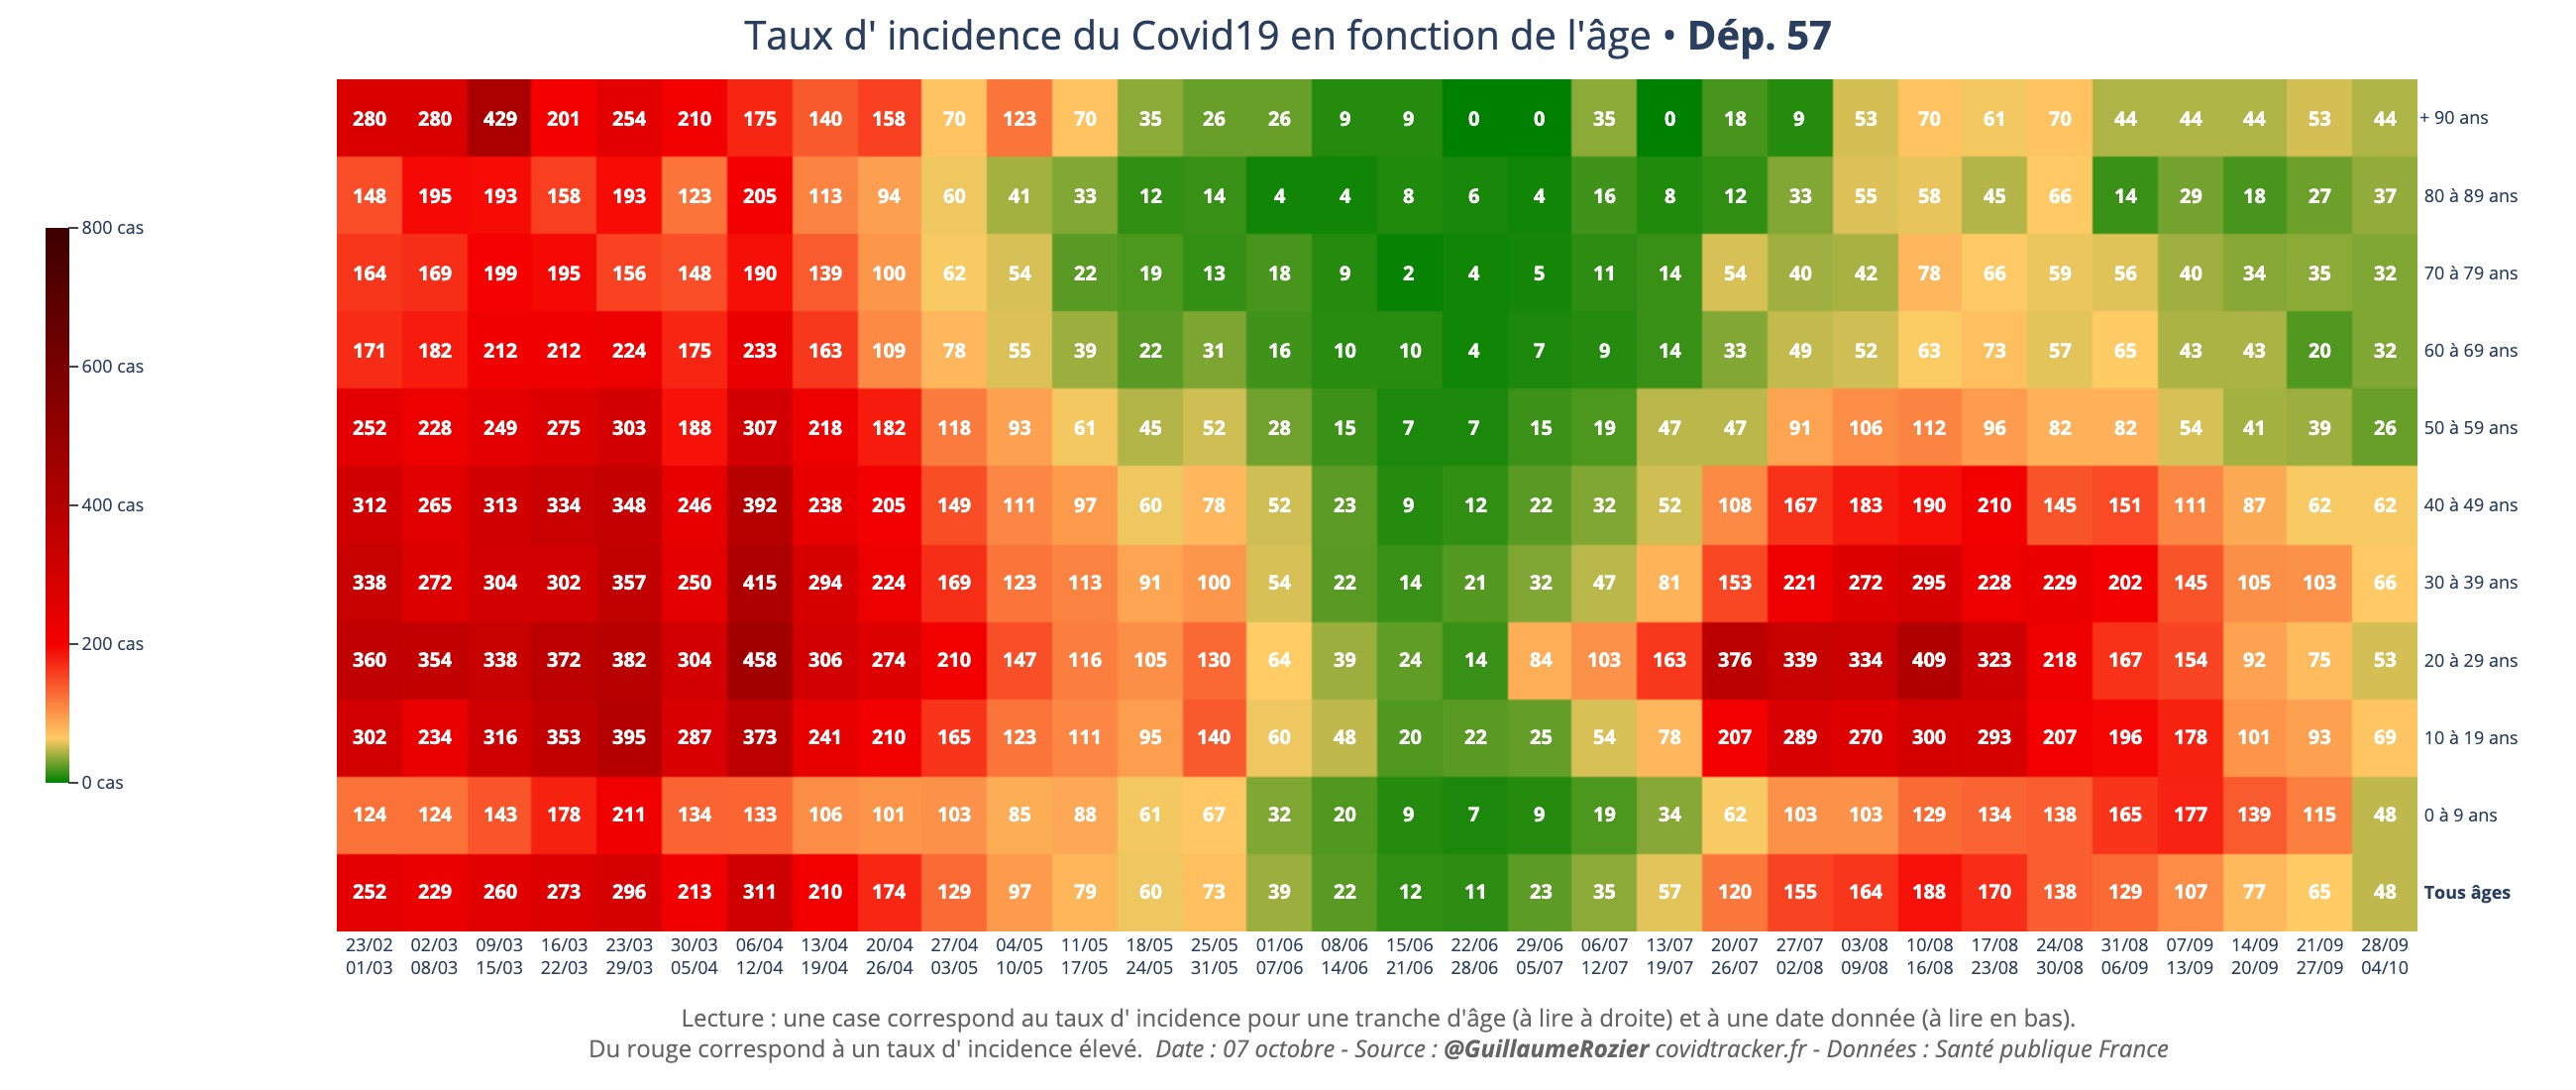 Taux d' incidence du Covid19 en fonction de l'âge • Dép. 57
800 cas
600 cas
400 cas
200 cas
0 cas
280 280 429 201 254 210 175 140 158 70 123 70 35 26 26 9 9 0 0 35 0 18 9 53 70 61 70 44 44 44 53 44 + 90 ans
148 195 193 158 193 123 205 113 94 60 41 33 12 14 4 4 8 6 4 16 8 12 33 55 58 45 66 14 29 18 27 37 80 à 89 ans
164 169 199 195 156 148 190 139 100 62 54 22 19 13 18 9 2 4 5 11 14 54 40 42 78 66 59 56 40 34 35 32 70 à 79 ans
171 182 212 212 224 175 233 163 109 78 55 39 22 31 16 10 10 4 7 9 14 33 49 52 63 73 57 65 43 43 20 32 60 à 69 ans
252 228 249 275 303 188 307 218 182 118 93 61 45 52 28 15 7 7 15 19 47 47 91 106 112 96 82 82 54 41 39 26 50 à 59 ans
312 265 313 334 348 246 392 238 205 149 111 97 60 78 52 23 9 12 22 32 52 108 167 183 190 210 145 151 111 87 62 62 40 à 49 ans
338 272 304 302 357 250 415 294 224 169 123 113 91 100 54 22 14 21 32 47 81 153 221 272 295 228 229 202 145 105 103 66 30 à 39 ans
360 354 338 372 382 304 458 306 274 210 147 116 105 130 64 39 24 14 84 103 163 376 339 334 409 323 218 167 154 92 75 53 20 à 29 ans
302 234 316 353 395 287 373 241 210 165 123 111 95 140 60 48 20 22 25 54 78 207 289 270 300 293 207 196 178 101 93 69 10 à 19 ans
124 124 143 178 211 134 133 106 101 103 85 88 61 67 32 20 9 7 9 19 34 62 103 103 129 134 138 165 177 139 115 48 0 à 9 ans
252 229 260 273 296 213 311 210 174 129 97 79 60 73 39 22 12 11 23 35 57 120 155 164 188 170 138 129 107 77 65 48 Tous âges
23/02 02/03 09/03 16/03 23/03 30/03 06/04 13/04 20/04 27/04 04/05 11/05 18/05 25/05 01/06 08/06 15/06 22/06 29/06 06/07 13/07 20/07 27/07 03/08 10/08 17/08 24/08 31/08 07/09 14/09 21/09 28/09
01/03 08/03 15/03 22/03 29/03 05/04 12/04 19/04 26/04 03/05 10/05 17/05 24/05 31/05 07/06 14/06 21/06 28/06 05/07 12/07 19/07 26/07 02/08 09/08 16/08 23/08 30/08 06/09 13/09 20/09 27/09 04/10
Lecture : une case correspond au taux d' incidence pour une tranche d'âge (à lire à droite) et à une date donnée (à lire en bas).
Du rouge correspond à un taux d' incidence élevé. Date : 07 octobre - Source : @GuillaumeRozier covidtracker.fr - Données : Santé publique France